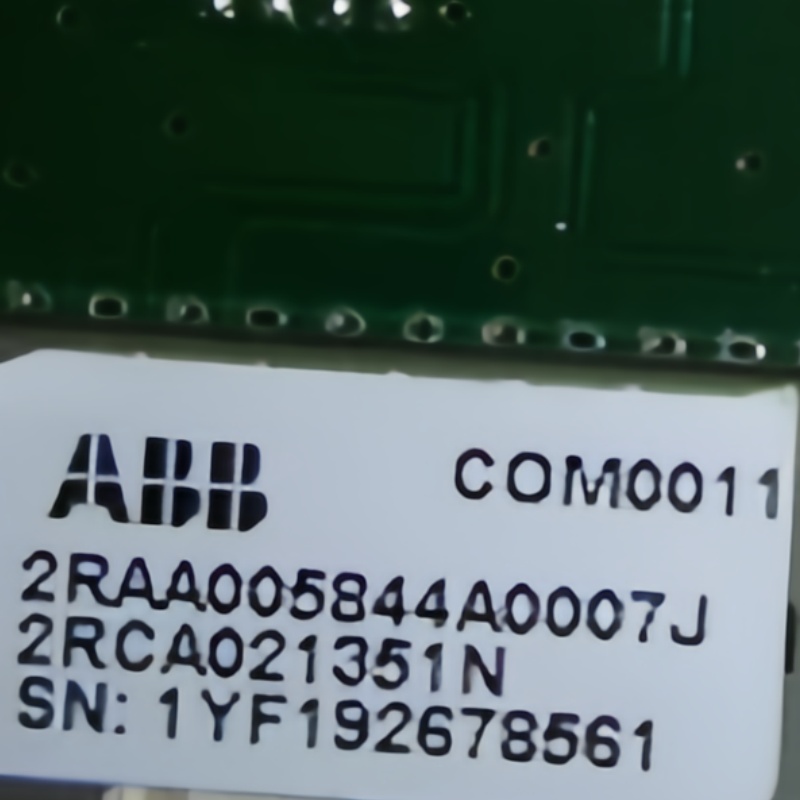 ABB COM0011
2RAA005844A0007J
2RCA021351N
SN: 1YF192678561